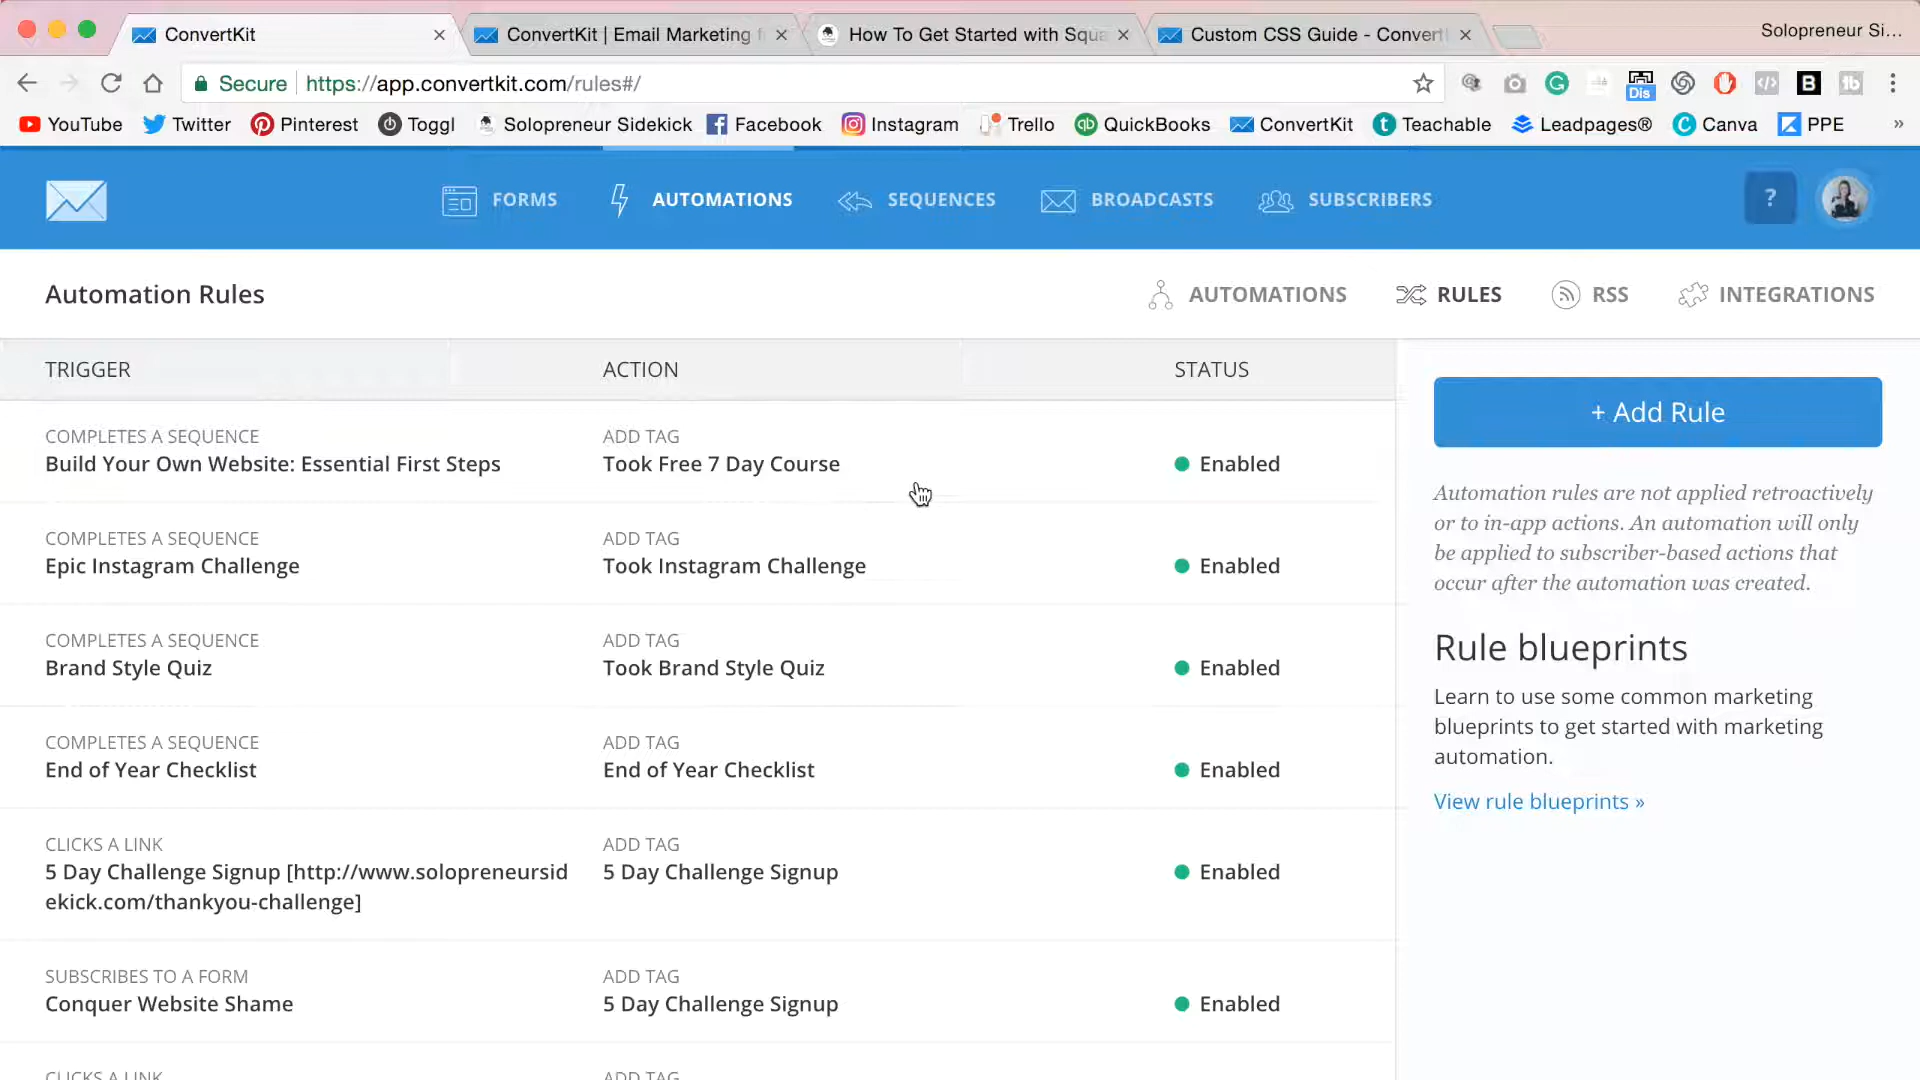 ConvertKit
ConvertKit | Email Marketing f
How To Get Started with Squa
Custom CSS Guide - Convert
Solopreneur Si...
Secure
https://app.convertkit.com/rules#/
Dis
B
YouTube
Twitter
Pinterest
Toggl
Solopreneur Sidekick
Facebook
Instagram
Trello
QuickBooks
ConvertKit
Teachable
Leadpages®
Canva
PPE
»
FORMS
AUTOMATIONS
SEQUENCES
BROADCASTS
SUBSCRIBERS
?
Automation Rules
AUTOMATIONS
RULES
RSS
INTEGRATIONS
TRIGGER
ACTION
STATUS
COMPLETES A SEQUENCE
Build Your Own Website: Essential First Steps
ADD TAG
Took Free 7 Day Course
Enabled
COMPLETES A SEQUENCE
Epic Instagram Challenge
ADD TAG
Took Instagram Challenge
Enabled
COMPLETES A SEQUENCE
Brand Style Quiz
ADD TAG
Took Brand Style Quiz
Enabled
COMPLETES A SEQUENCE
End of Year Checklist
ADD TAG
End of Year Checklist
Enabled
CLICKS A LINK
5 Day Challenge Signup [http://www.solopreneursid
ekick.com/thankyou-challenge]
ADD TAG
5 Day Challenge Signup
Enabled
SUBSCRIBES TO A FORM
Conquer Website Shame
ADD TAG
5 Day Challenge Signup
Enabled
CLICKS A LINK
ADD TAG
+ Add Rule
Automation rules are not applied retroactively
or to in-app actions. An automation will only
be applied to subscriber-based actions that
occur after the automation was created.
Rule blueprints
Learn to use some common marketing
blueprints to get started with marketing
automation.
View rule blueprints »